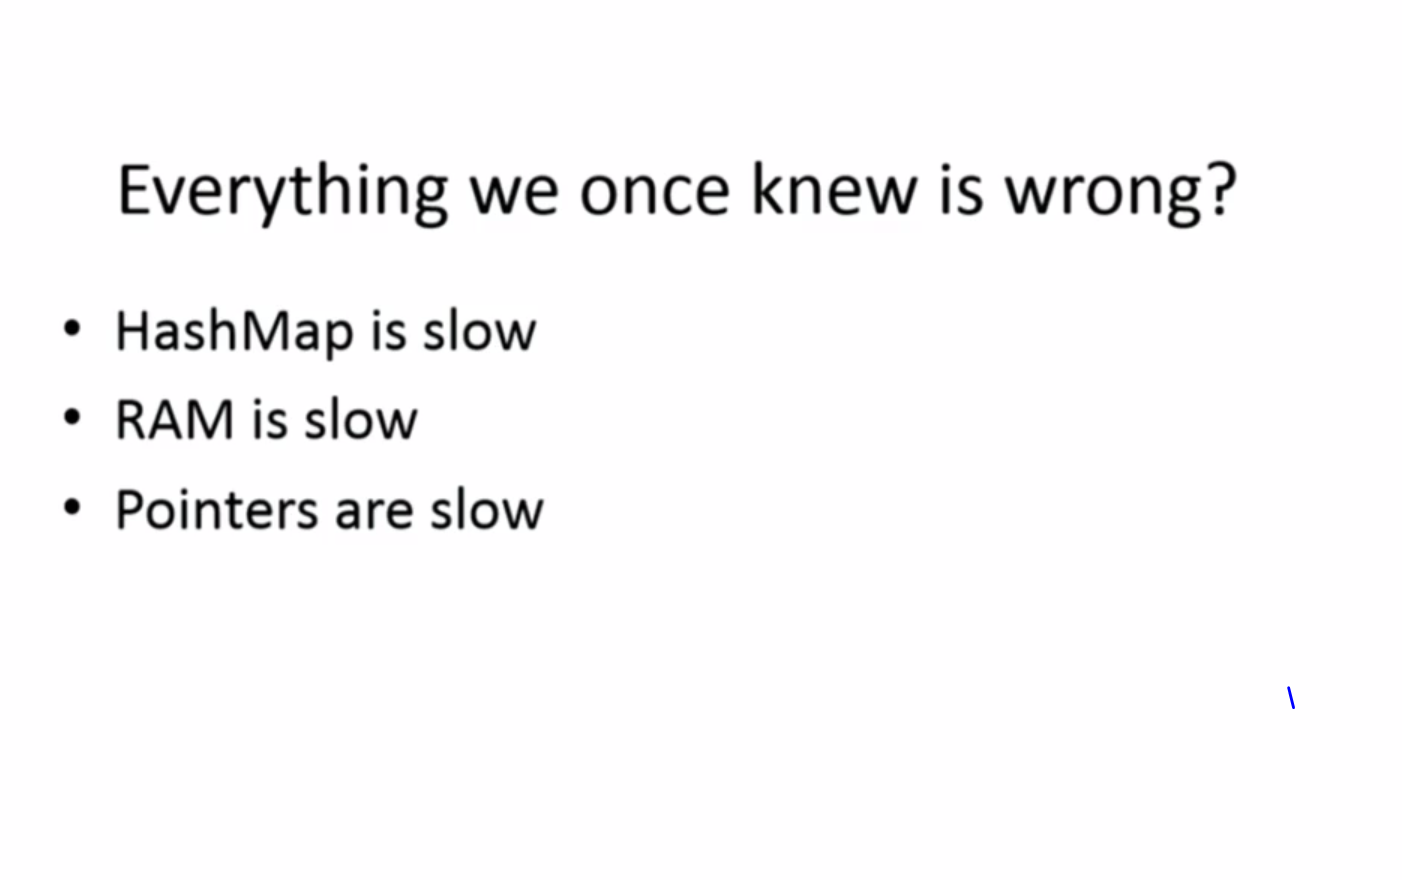 Everything we once knew is wrong?
• HashMap is slow
• RAM is slow
• Pointers are slow